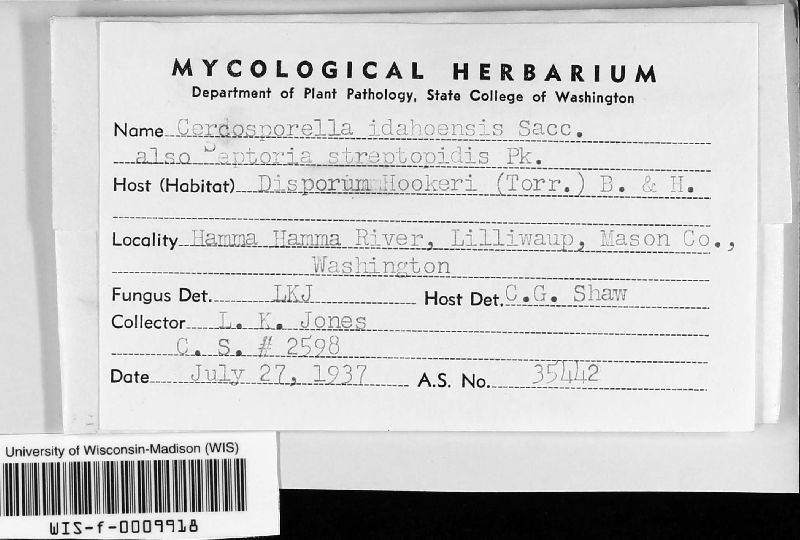 MYCOLOGICAL HERBARIUM
Department of Plant Pathology, State College of Washington
Name Cercosporella idahoensis Sacc.
also Septoria streptopidis Pk.
Host (Habitat) Disporum Hookeri (Torr.) B. & H.
Locality Hamma Hamma River, Lilliwaup, Mason Co.,
Washington
Fungus Det. LKJ Host Det. C.G. Shaw
Collector L. K. Jones
C. S. # 2598
Date July 27, 1937 A.S. No. 35442
University of Wisconsin-Madison (WIS)
WIS-f-0009918